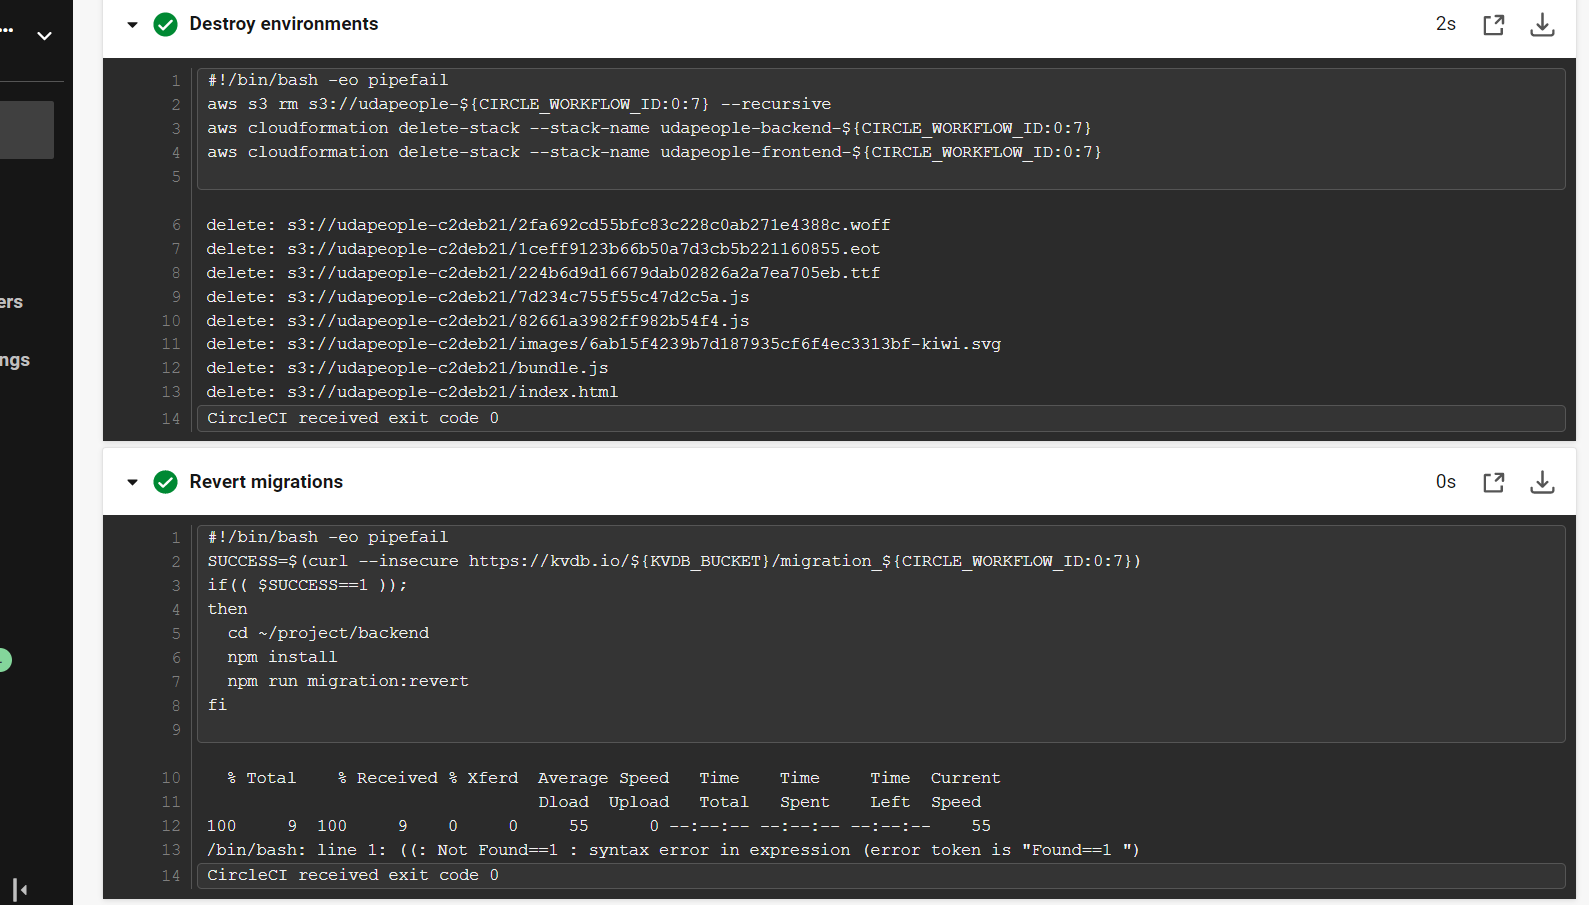 Destroy environments
2s
1 #!/bin/bash -eo pipefail
2 aws s3 rm s3://udapeople-${CIRCLE_WORKFLOW_ID:0:7} --recursive
3 aws cloudformation delete-stack --stack-name udapeople-backend-${CIRCLE_WORKFLOW_ID:0:7}
4 aws cloudformation delete-stack --stack-name udapeople-frontend-${CIRCLE_WORKFLOW_ID:0:7}
5
6 delete: s3://udapeople-c2deb21/2fa692cd55bfc83c228c0ab271e4388c.woff
7 delete: s3://udapeople-c2deb21/1ceff9123b66b50a7d3cb5b221160855.eot
8 delete: s3://udapeople-c2deb21/224b6d9d16679dab02826a2a7ea705eb.ttf
9 delete: s3://udapeople-c2deb21/7d234c755f55c47d2c5a.js
10 delete: s3://udapeople-c2deb21/82661a3982ff982b54f4.js
11 delete: s3://udapeople-c2deb21/images/6ab15f4239b7d187935cf6f4ec3313bf-kiwi.svg
12 delete: s3://udapeople-c2deb21/bundle.js
13 delete: s3://udapeople-c2deb21/index.html
14 CircleCI received exit code 0
ers
ngs
Revert migrations
0s
1 #!/bin/bash -eo pipefail
2 SUCCESS=$(curl --insecure https://kvdb.io/${KVDB_BUCKET}/migration_${CIRCLE_WORKFLOW_ID:0:7})
3 if(( $SUCCESS==1 ));
4 then
5 cd ~/project/backend
6 npm install
7 npm run migration:revert
8 fi
9
10 % Total % Received % Xferd Average Speed Time Time Time Current
11 Dload Upload Total Spent Left Speed
12 100 9 100 9 0 0 55 0 --:--:-- --:--:-- --:--:-- 55
13 /bin/bash: line 1: ((: Not Found==1 : syntax error in expression (error token is "Found==1 ")
14 CircleCI received exit code 0